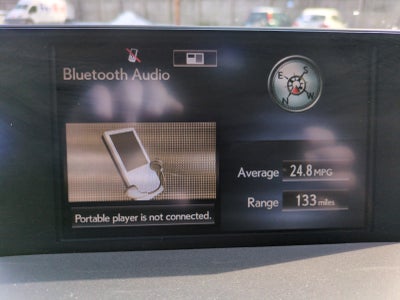 Bluetooth Audio
E S
N W
Average 24.8 MPG
Range 133 miles
Portable player is not connected.